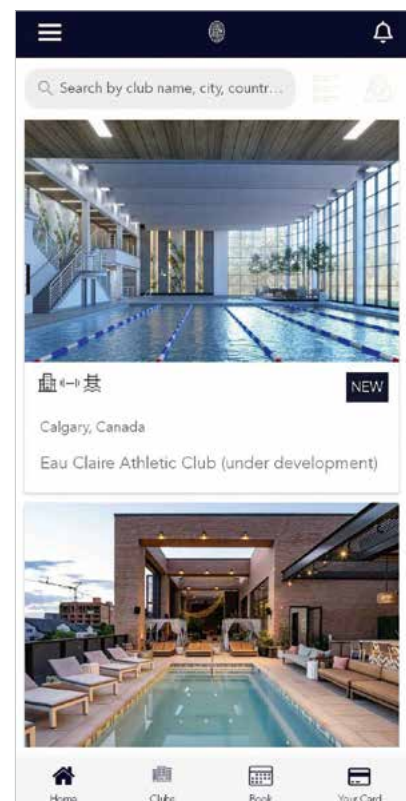 Search by club name, city, countr...
NEW
Calgary, Canada
Eau Claire Athletic Club (under development)
Home
Clubs
Book
Your Card